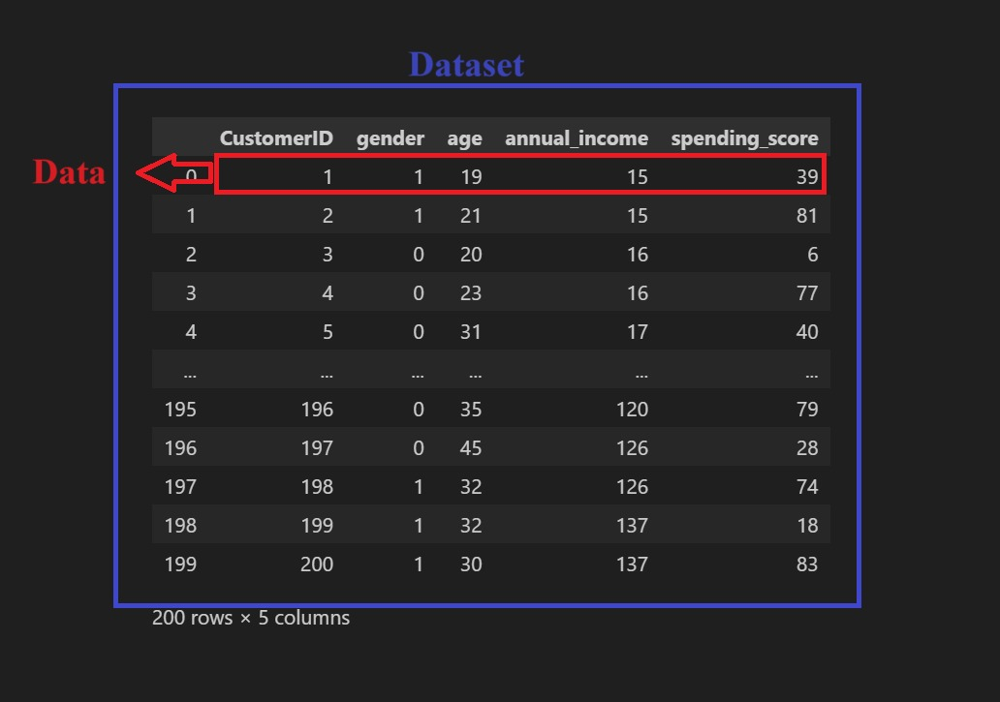 Dataset
CustomerID gender age annual_income spending_score
Data 0 1 1 19 15 39
1 2 1 21 15 81
2 3 0 20 16 6
3 4 0 23 16 77
4 5 0 31 17 40
... ... ... ... ... ...
195 196 0 35 120 79
196 197 0 45 126 28
197 198 1 32 126 74
198 199 1 32 137 18
199 200 1 30 137 83
200 rows × 5 columns